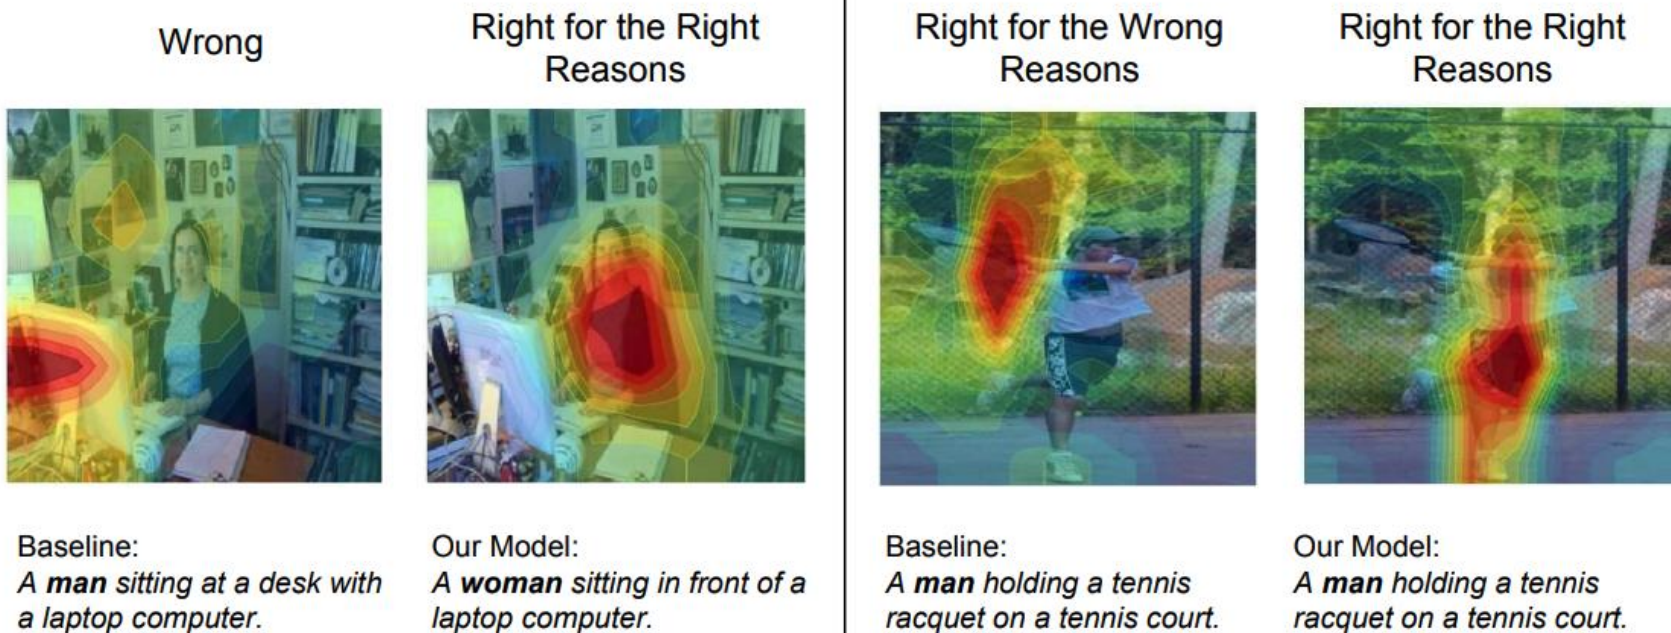 Wrong
Right for the Right
Reasons
Right for the Wrong
Reasons
Right for the Right
Reasons
Baseline:
A man sitting at a desk with
a laptop computer.
Our Model:
A woman sitting in front of a
laptop computer.
Baseline:
A man holding a tennis
racquet on a tennis court.
Our Model:
A man holding a tennis
racquet on a tennis court.